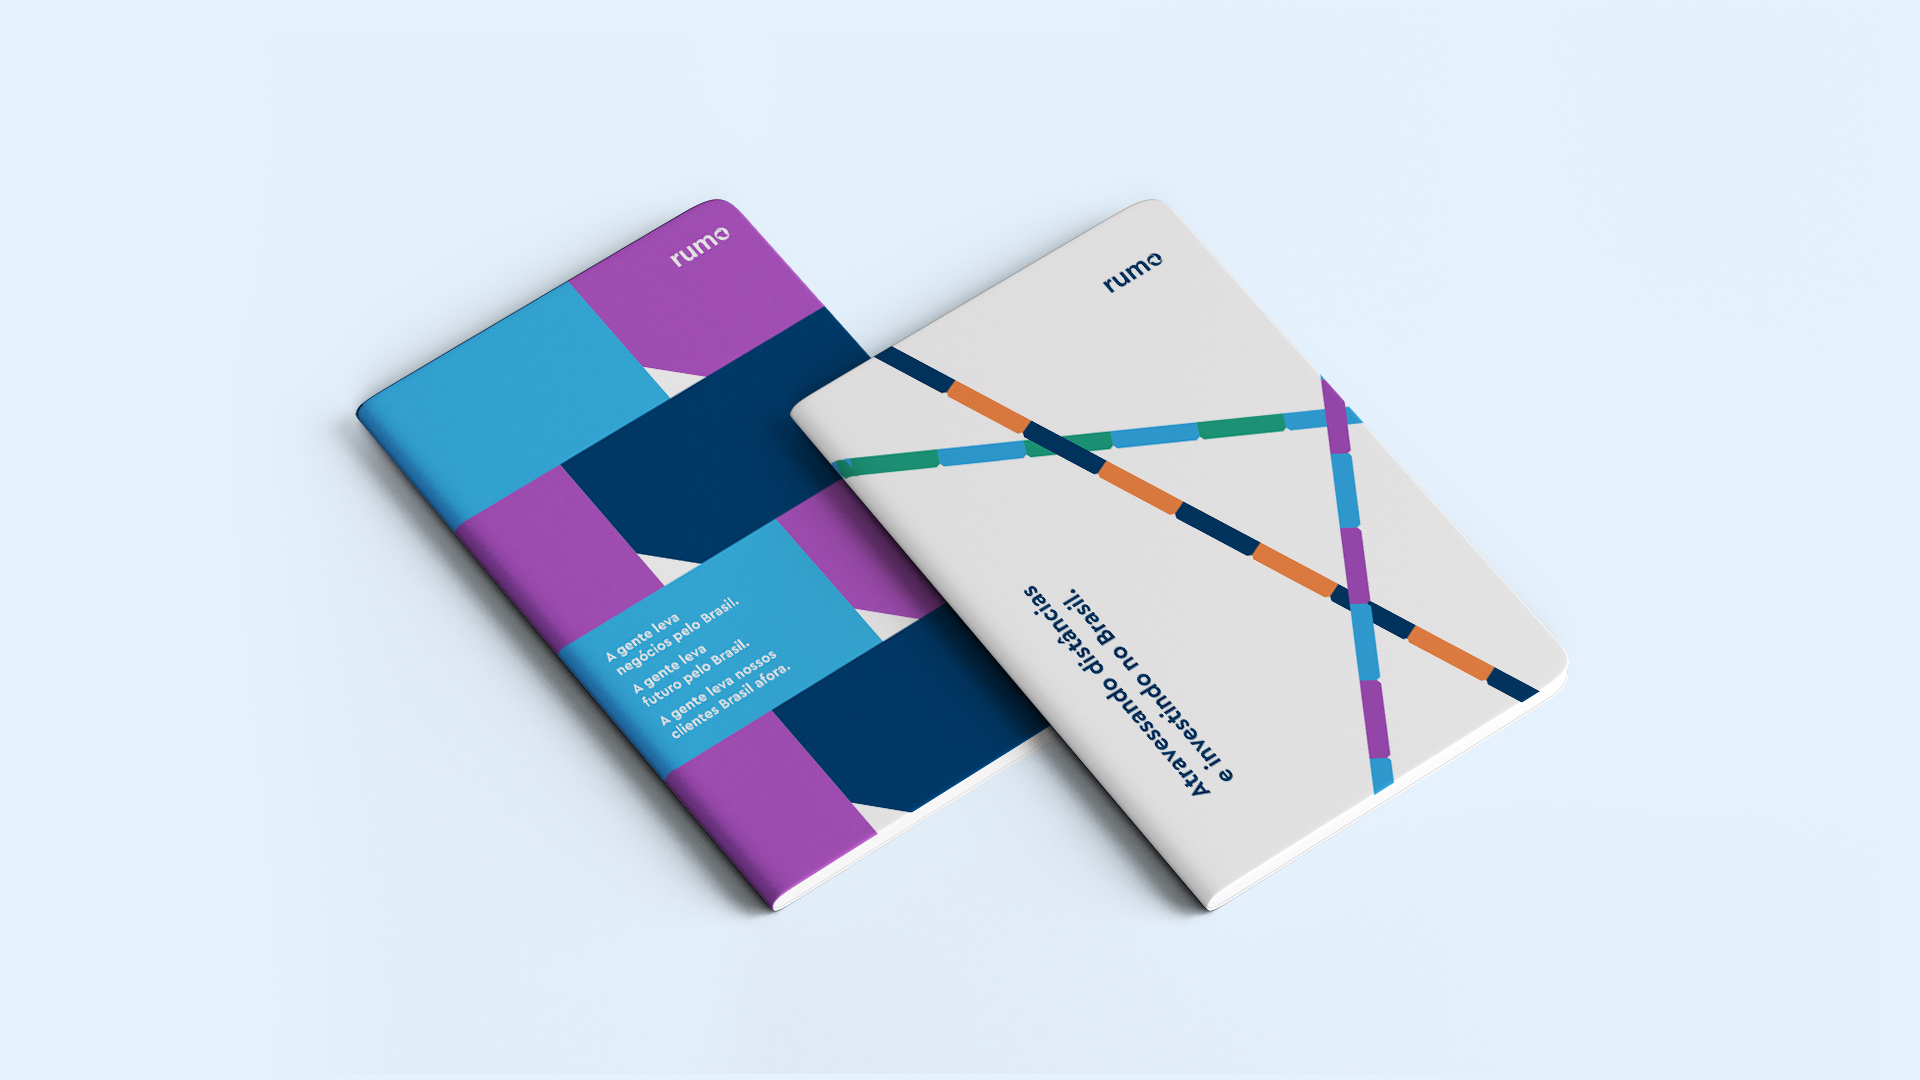 rumo
A gente leva
negócios pelo Brasil.
A gente leva
futuro pelo Brasil.
A gente leva nossos
clientes Brasil afora.
rumo
Atravessando distâncias
e investindo no Brasil.